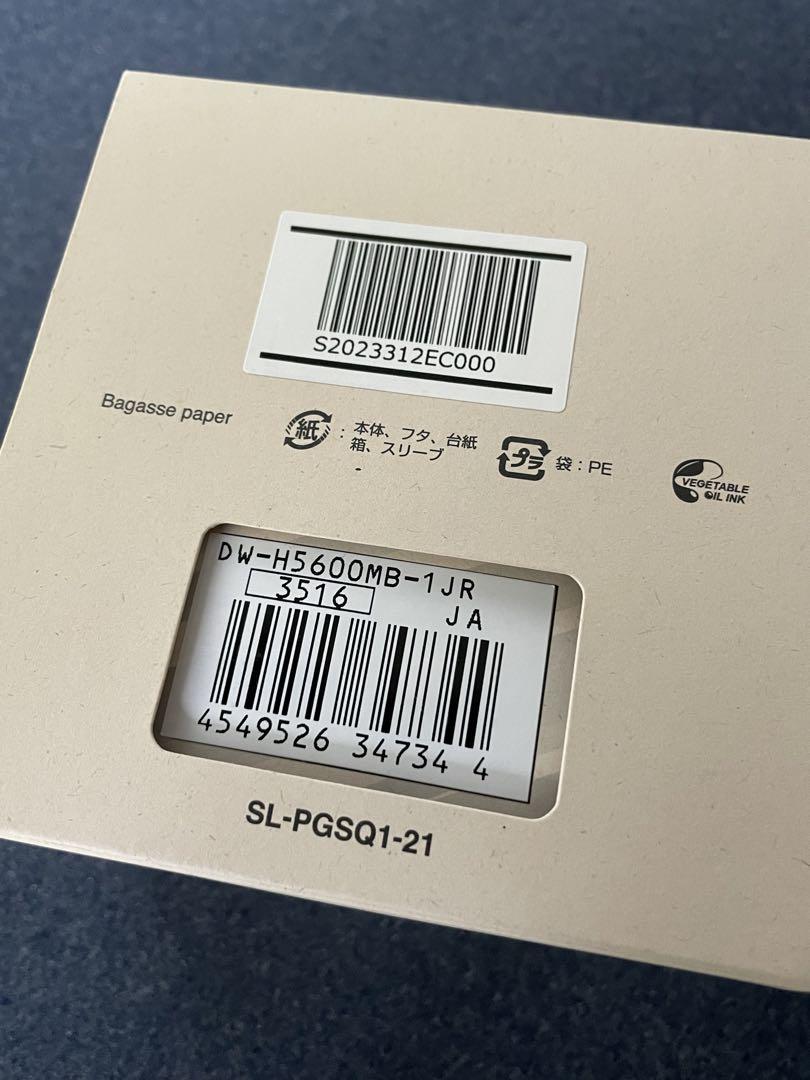 S2023312EC000
Bagasse paper
紙 : 本体、フタ、台紙
箱、スリーブ
プラ 袋：PE
VEGETABLE
OIL INK
DW-H5600MB-1JR
3516
JA
4549526 34734 4
SL-PGSQ1-21